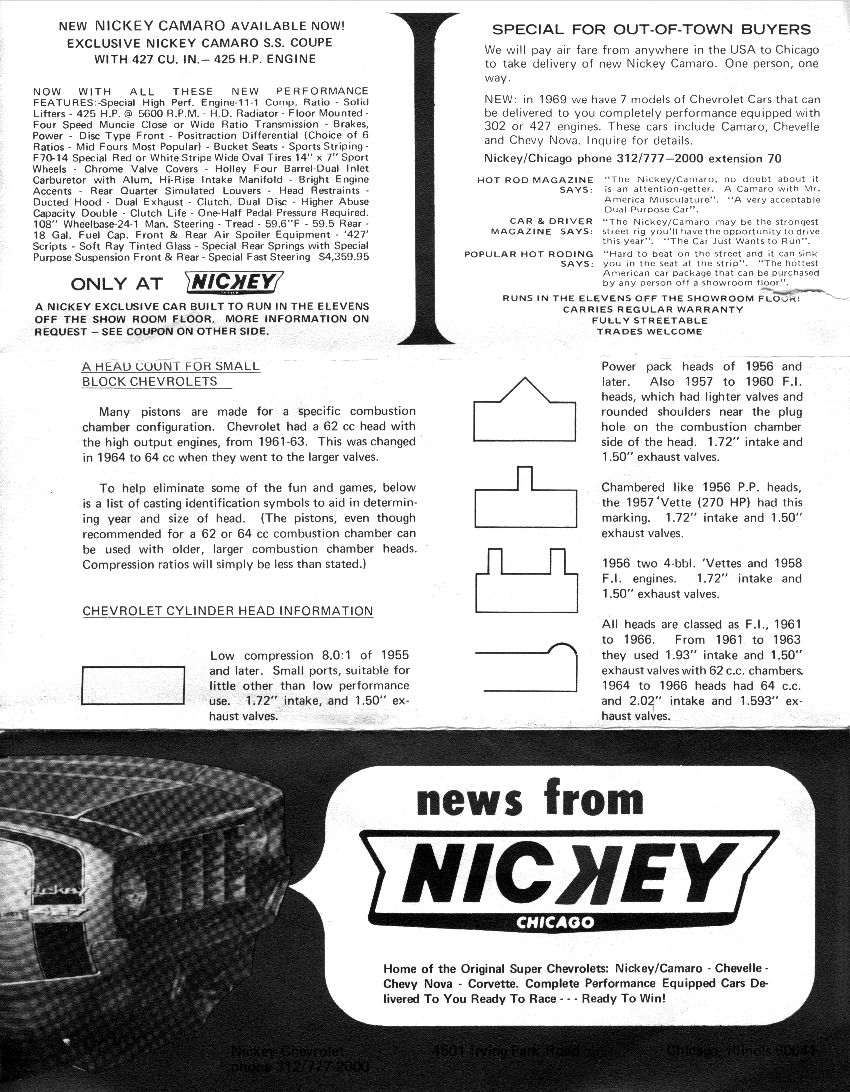 NEW NICKEY CAMARO AVAILABLE NOW!
EXCLUSIVE NICKEY CAMARO S.S. COUPE
WITH 427 CU. IN.— 425 H.P. ENGINE
NOW WITH ALL THESE NEW PERFORMANCE
FEATURES:-Special High Perf. Engine-11-1 Comp. Ratio - Solid
Lifters - 425 H.P. @ 5600 R.P.M. - H.D. Radiator - Floor Mounted -
Four Speed Muncie Close or Wide Ratio Transmission - Brakes,
Power - Disc Type Front - Positraction Differential (Choice of 6
Ratios - Mid Fours Most Popular) - Bucket Seats - Sports Striping -
F70-14 Special Red or White Stripe Wide Oval Tires 14" x 7" Sport
Wheels - Chrome Valve Covers - Holley Four Barrel-Dual Inlet
Carburetor with Alum. Hi-Rise Intake Manifold - Bright Engine
Accents - Rear Quarter Simulated Louvers - Head Restraints -
Ducted Hood - Dual Exhaust - Clutch, Dual Disc - Higher Abuse
Capacity Double - Clutch Life - One-Half Pedal Pressure Required.
108" Wheelbase-24-1 Man. Steering - Tread - 59.6"F - 59.5 Rear -
18 Gal. Fuel Cap. Front & Rear Air Spoiler Equipment - '427'
Scripts - Soft Ray Tinted Glass - Special Rear Springs with Special
Purpose Suspension Front & Rear - Special Fast Steering $4,359.95
ONLY AT NICKEY
A NICKEY EXCLUSIVE CAR BUILT TO RUN IN THE ELEVENS
OFF THE SHOW ROOM FLOOR. MORE INFORMATION ON
REQUEST — SEE COUPON ON OTHER SIDE.
SPECIAL FOR OUT-OF-TOWN BUYERS
We will pay air fare from anywhere in the USA to Chicago
to take delivery of new Nickey Camaro. One person, one
way.
NEW: in 1969 we have 7 models of Chevrolet Cars that can
be delivered to you completely performance equipped with
302 or 427 engines. These cars include Camaro, Chevelle
and Chevy Nova. Inquire for details.
Nickey/Chicago phone 312/777—2000 extension 70
HOT ROD MAGAZINE SAYS: "The Nickey/Camaro, no doubt about it
is an attention-getter. A Camaro with Mr.
America Musculature". "A very acceptable
Dual Purpose Car".
CAR & DRIVER MAGAZINE SAYS: "The Nickey/Camaro may be the strongest
street rig you'll have the opportunity to drive
this year". "The Car Just Wants to Run".
POPULAR HOT RODING SAYS: "Hard to beat on the street and it can sink
you in the seat at the strip". "The hottest
American car package that can be purchased
by any person off a showroom floor".
RUNS IN THE ELEVENS OFF THE SHOWROOM FLOOR!
CARRIES REGULAR WARRANTY
FULLY STREETABLE
TRADES WELCOME
A HEAD COUNT FOR SMALL
BLOCK CHEVROLETS
Many pistons are made for a specific combustion
chamber configuration. Chevrolet had a 62 cc head with
the high output engines, from 1961-63. This was changed
in 1964 to 64 cc when they went to the larger valves.
To help eliminate some of the fun and games, below
is a list of casting identification symbols to aid in determin-
ing year and size of head. (The pistons, even though
recommended for a 62 or 64 cc combustion chamber can
be used with older, larger combustion chamber heads.
Compression ratios will simply be less than stated.)
CHEVROLET CYLINDER HEAD INFORMATION
Low compression 8.0:1 of 1955
and later. Small ports, suitable for
little other than low performance
use. 1.72" intake, and 1.50" ex-
haust valves.
Power pack heads of 1956 and
later. Also 1957 to 1960 F.I.
heads, which had lighter valves and
rounded shoulders near the plug
hole on the combustion chamber
side of the head. 1.72" intake and
1.50" exhaust valves.
Chambered like 1956 P.P. heads,
the 1957 'Vette (270 HP) had this
marking. 1.72" intake and 1.50"
exhaust valves.
1956 two 4-bbl. 'Vettes and 1958
F.I. engines. 1.72" intake and
1.50" exhaust valves.
All heads are classed as F.I., 1961
to 1966. From 1961 to 1963
they used 1.93" intake and 1.50"
exhaust valves with 62 c.c. chambers.
1964 to 1966 heads had 64 c.c.
and 2.02" intake and 1.593" ex-
haust valves.
news from
NICKEY
CHICAGO
Home of the Original Super Chevrolets: Nickey/Camaro - Chevelle -
Chevy Nova - Corvette. Complete Performance Equipped Cars De-
livered To You Ready To Race - - - Ready To Win!
Nickey
427
Nickey Chevrolet 4501 Irving Park Road Chicago, Illinois 60641
phone 312/777-2000